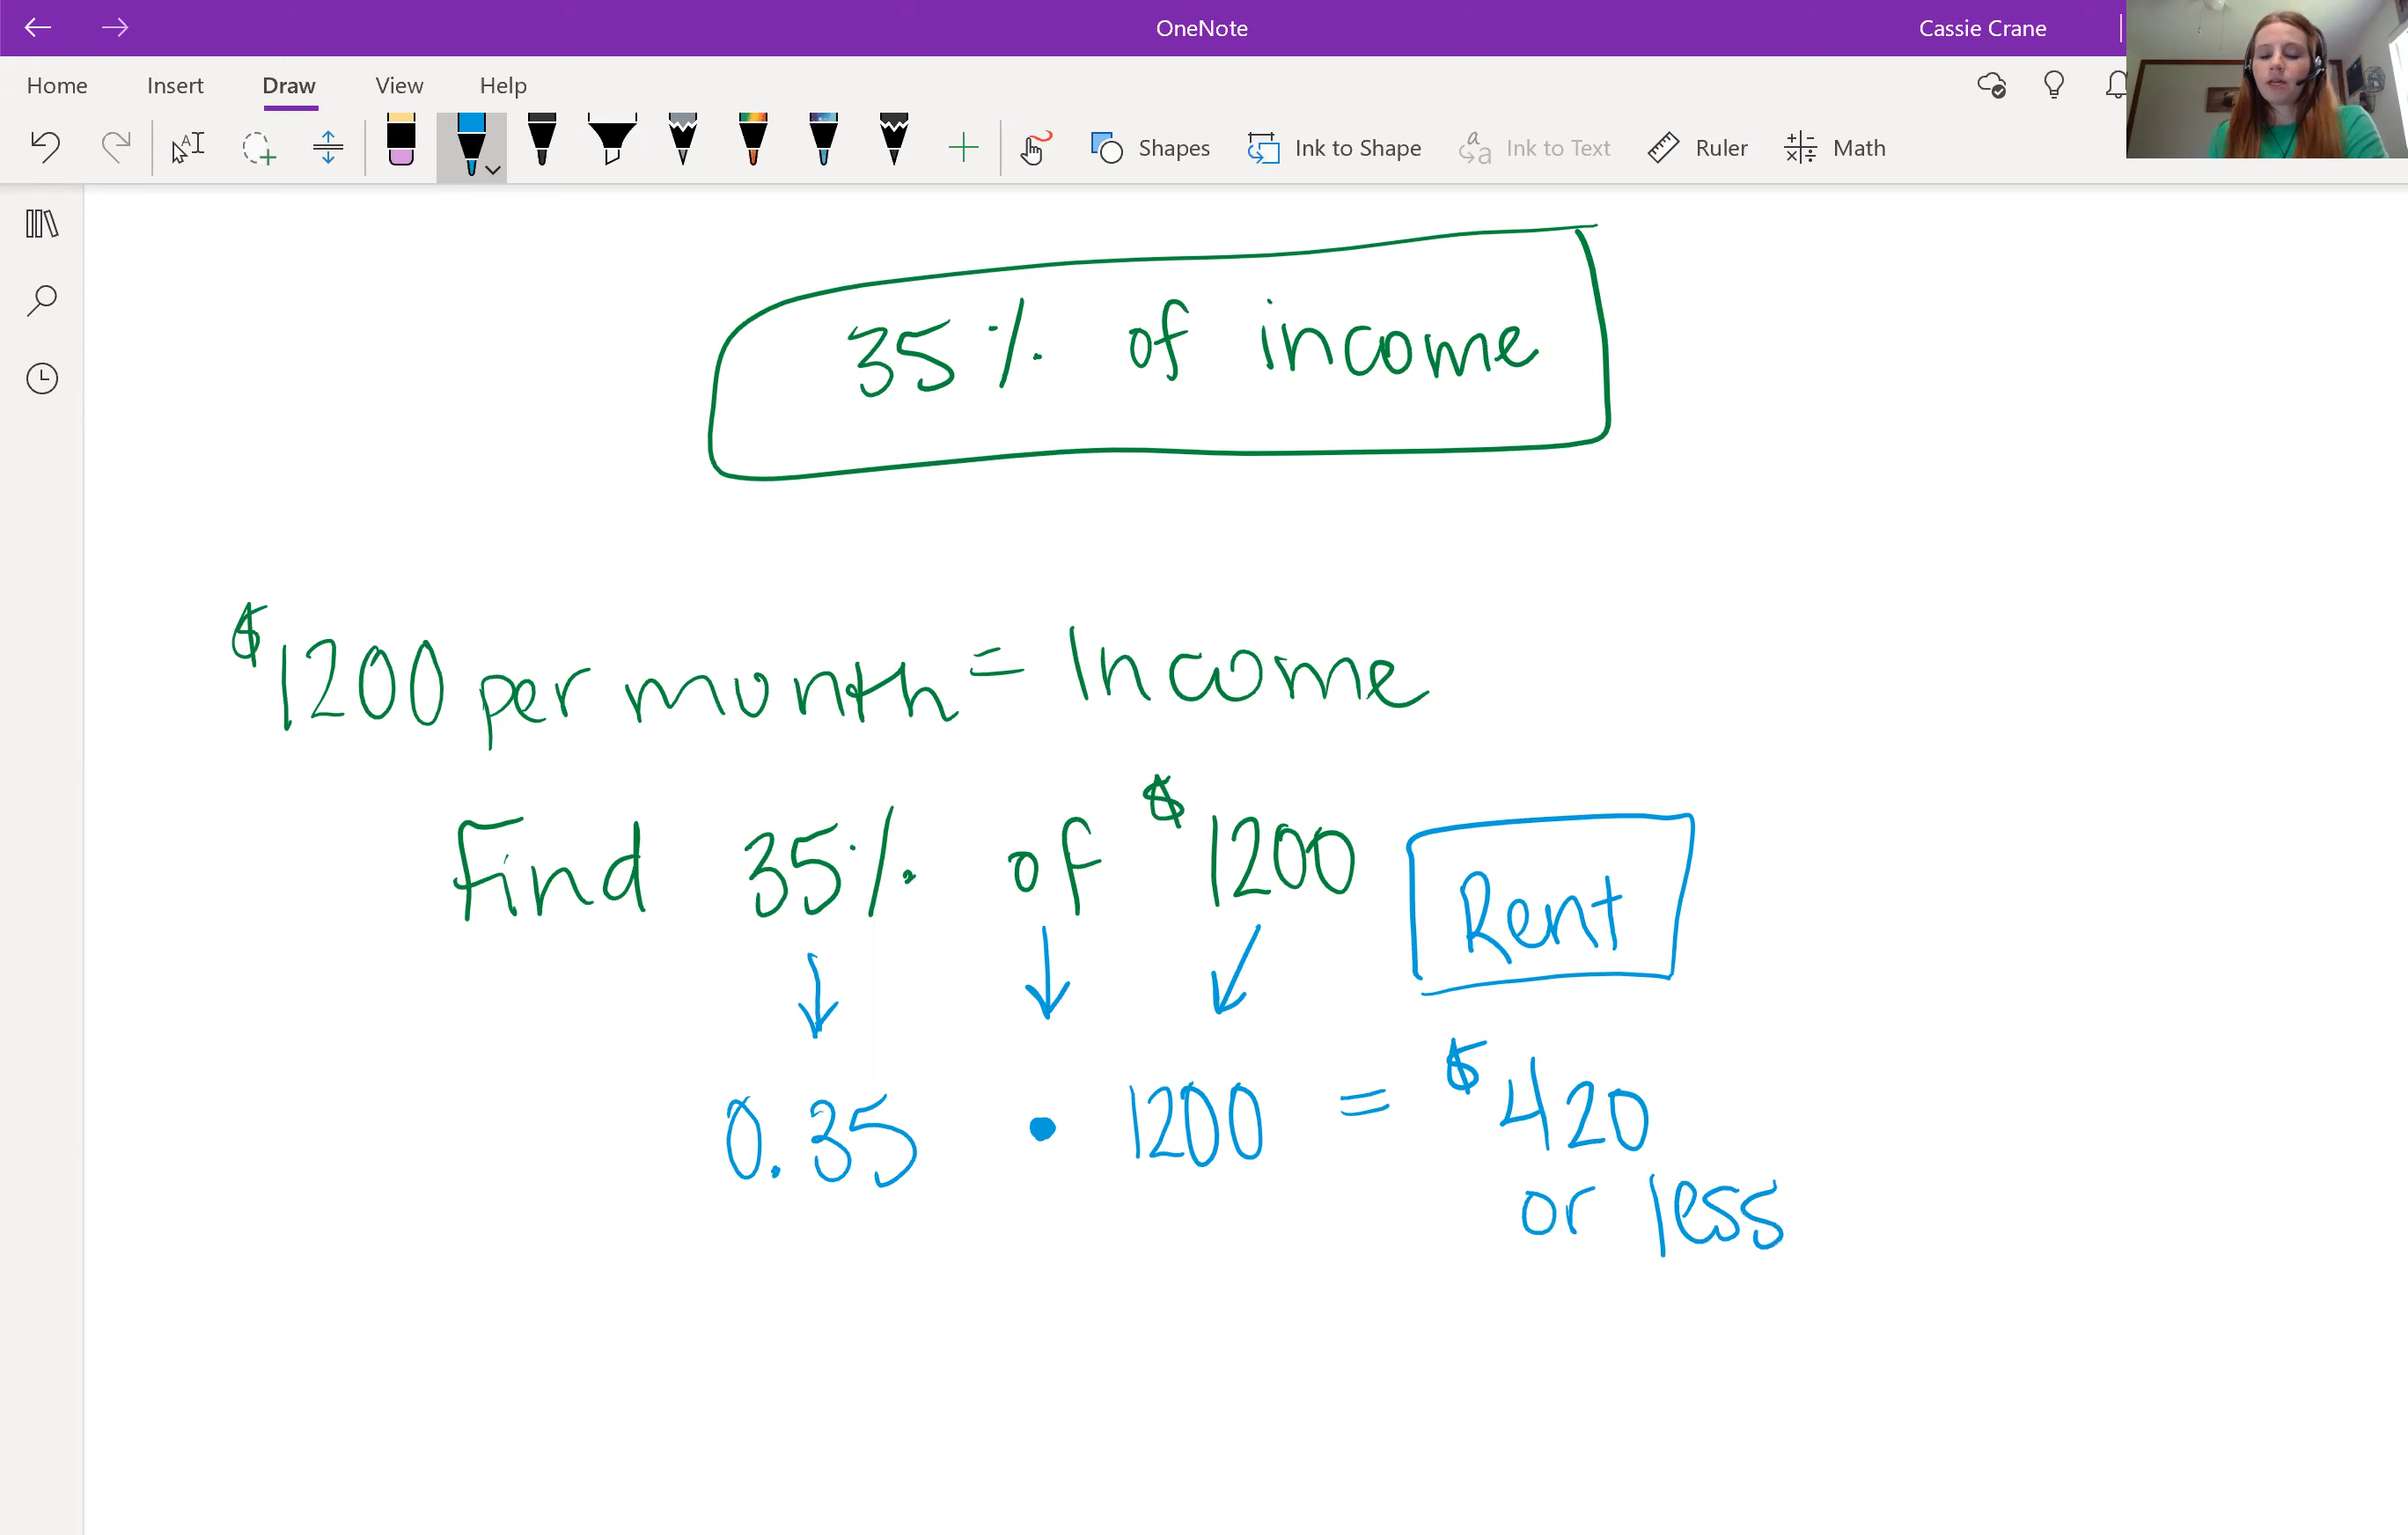 OneNote
Cassie Crane
Home Insert Draw View Help
Shapes Ink to Shape Ink to Text Ruler Math
35% of income
$1200 per month = Income
Find 35% of $1200
Rent
0.35 • 1200 = $420
or less